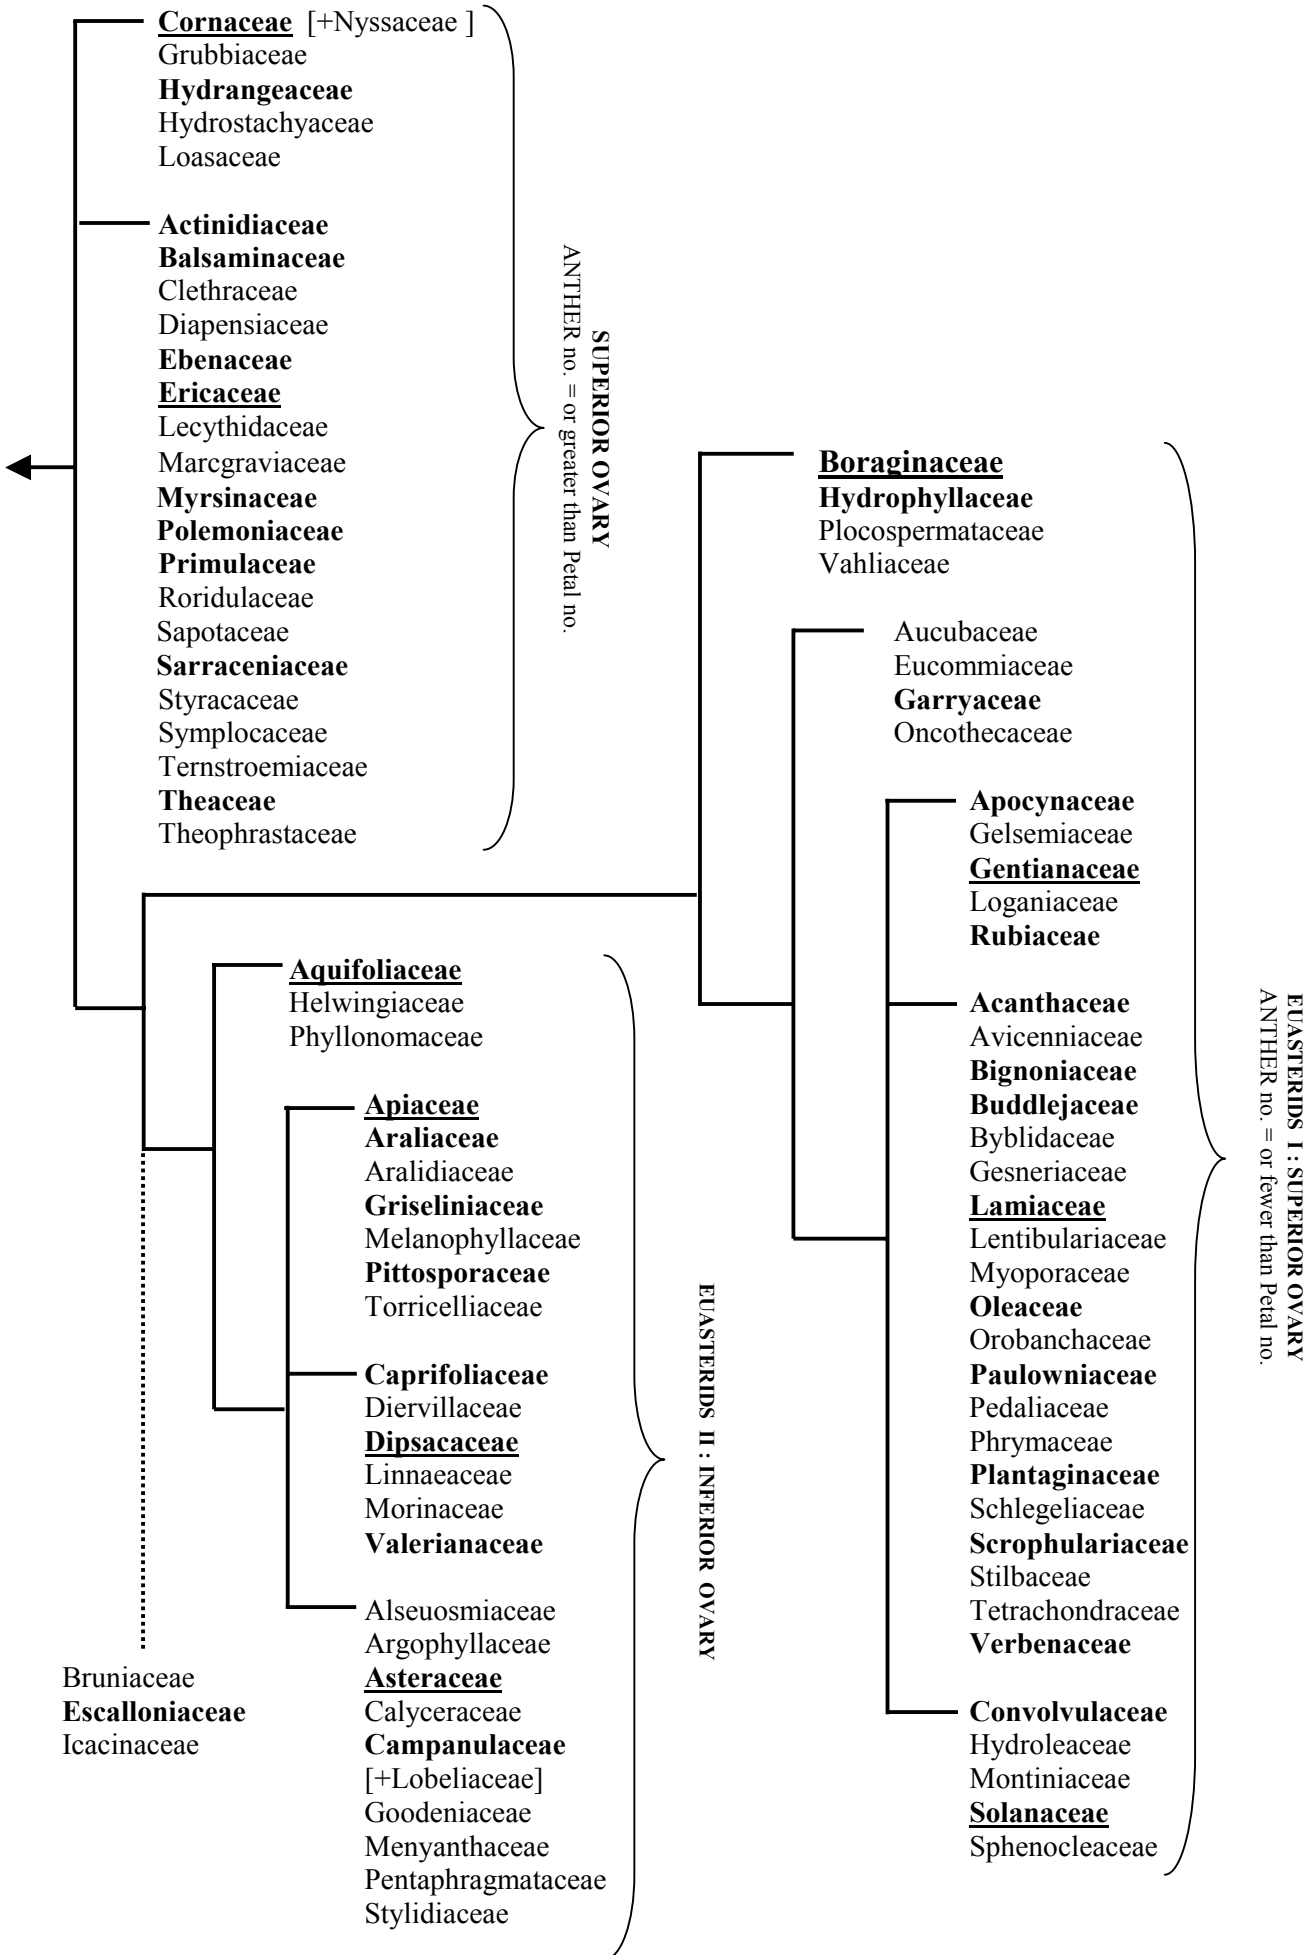 Cornaceae [+Nyssaceae ]
Grubbiaceae
Hydrangeaceae
Hydrostachyaceae
Loasaceae
Actinidiaceae
Balsaminaceae
Clethraceae
Diapensiaceae
Ebenaceae
Ericaceae
Lecythidaceae
Marcgraviaceae
Myrsinaceae
Polemoniaceae
Primulaceae
Roridulaceae
Sapotaceae
Sarraceniaceae
Styracaceae
Symplocaceae
Ternstroemiaceae
Theaceae
Theophrastaceae
SUPERIOR OVARY
ANTHER no. = or greater than Petal no.
Aquifoliaceae
Helwingiaceae
Phyllonomaceae
Apiaceae
Araliaceae
Aralidiaceae
Griseliniaceae
Melanophyllaceae
Pittosporaceae
Torricelliaceae
Caprifoliaceae
Diervillaceae
Dipsacaceae
Linnaeaceae
Morinaceae
Valerianaceae
Alseuosmiaceae
Argophyllaceae
Asteraceae
Calyceraceae
Campanulaceae
[+Lobeliaceae]
Goodeniaceae
Menyanthaceae
Pentaphragmataceae
Stylidiaceae
EUASTERIDS II : INFERIOR OVARY
Bruniaceae
Escalloniaceae
Icacinaceae
Boraginaceae
Hydrophyllaceae
Plocospermataceae
Vahliaceae
Aucubaceae
Eucommiaceae
Garryaceae
Oncothecaceae
Apocynaceae
Gelsemiaceae
Gentianaceae
Loganiaceae
Rubiaceae
Acanthaceae
Avicenniaceae
Bignoniaceae
Buddlejaceae
Byblidaceae
Gesneriaceae
Lamiaceae
Lentibulariaceae
Myoporaceae
Oleaceae
Orobanchaceae
Paulowniaceae
Pedaliaceae
Phrymaceae
Plantaginaceae
Schlegeliaceae
Scrophulariaceae
Stilbaceae
Tetrachondraceae
Verbenaceae
Convolvulaceae
Hydroleaceae
Montiniaceae
Solanaceae
Sphenocleaceae
EUASTERIDS I : SUPERIOR OVARY
ANTHER no. = or fewer than Petal no.